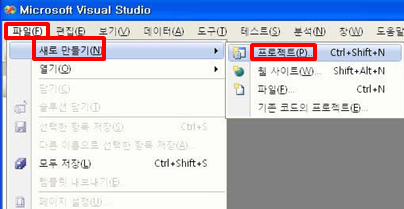 Microsoft Visual Studio
파일(F) 편집(E) 보기(V) 데이터(A) 도구(T) 테스트(S) 분석(N) 창(W) 도움말
새로 만들기(N)
열기(O)
닫기(C)
솔루션 닫기(T)
선택한 항목 저장(S) Ctrl+S
다른 이름으로 선택한 항목 저장(A)...
모두 저장(L) Ctrl+Shift+S
템플릿 내보내기(E)...
페이지 설정(U)...
프로젝트(P)... Ctrl+Shift+N
웹 사이트(W)... Shift+Alt+N
파일(F)... Ctrl+N
기존 코드의 프로젝트(E)...